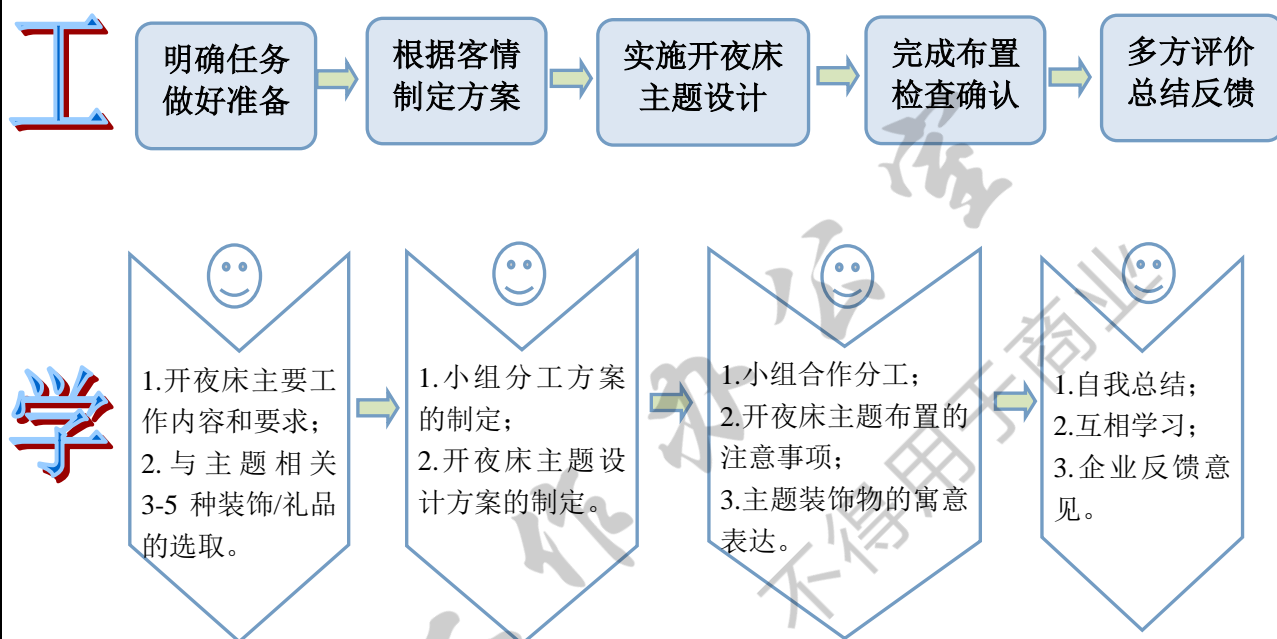 工
明确任务
做好准备
根据客情
制定方案
实施开夜床
主题设计
完成布置
检查确认
多方评价
总结反馈
学
1.开夜床主要工
作内容和要求；
2.与主题相关
3-5 种装饰/礼品
的选取。
1.小组分工方案
的制定；
2.开夜床主题设
计方案的制定。
1.小组合作分工；
2.开夜床主题布置的
注意事项；
3.主题装饰物的寓意
表达。
1.自我总结；
2.互相学习；
3.企业反馈意
见。
作办公室
不得用于商业